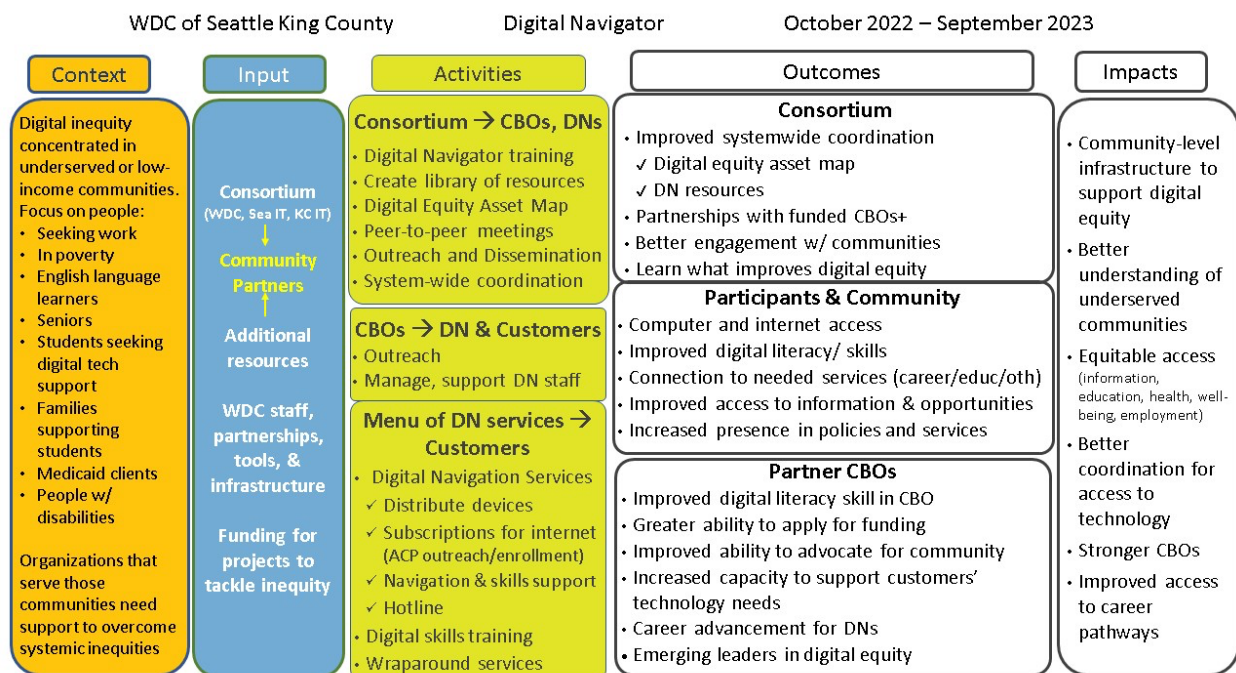 WDC of Seattle King County Digital Navigator October 2022 – September 2023
Context
Digital inequity
concentrated in
underserved or low-
income communities.
Focus on people:
• Seeking work
• In poverty
• English language
learners
• Seniors
• Students seeking
digital tech
support
• Families
supporting
students
• Medicaid clients
• People w/
disabilities
Organizations that
serve those
communities need
support to overcome
systemic inequities
Input
Consortium
(WDC, Sea IT, KC IT)
↓
Community
Partners
↑
Additional
resources
WDC staff,
partnerships,
tools, &
infrastructure
Funding for
projects to
tackle inequity
Activities
Consortium → CBOs, DNs
• Digital Navigator training
• Create library of resources
• Digital Equity Asset Map
• Peer-to-peer meetings
• Outreach and Dissemination
• System-wide coordination
CBOs → DN & Customers
• Outreach
• Manage, support DN staff
Menu of DN services →
Customers
• Digital Navigation Services
✓ Distribute devices
✓ Subscriptions for internet
(ACP outreach/enrollment)
✓ Navigation & skills support
✓ Hotline
• Digital skills training
• Wraparound services
Outcomes
Consortium
• Improved systemwide coordination
✓ Digital equity asset map
✓ DN resources
• Partnerships with funded CBOs+
• Better engagement w/ communities
• Learn what improves digital equity
Participants & Community
• Computer and internet access
• Improved digital literacy/ skills
• Connection to needed services (career/educ/oth)
• Improved access to information & opportunities
• Increased presence in policies and services
Partner CBOs
• Improved digital literacy skill in CBO
• Greater ability to apply for funding
• Improved ability to advocate for community
• Increased capacity to support customers'
technology needs
• Career advancement for DNs
• Emerging leaders in digital equity
Impacts
• Community-level
infrastructure to
support digital
equity
• Better
understanding of
underserved
communities
• Equitable access
(information,
education, health, well-
being, employment)
• Better
coordination for
access to
technology
• Stronger CBOs
• Improved access
to career
pathways